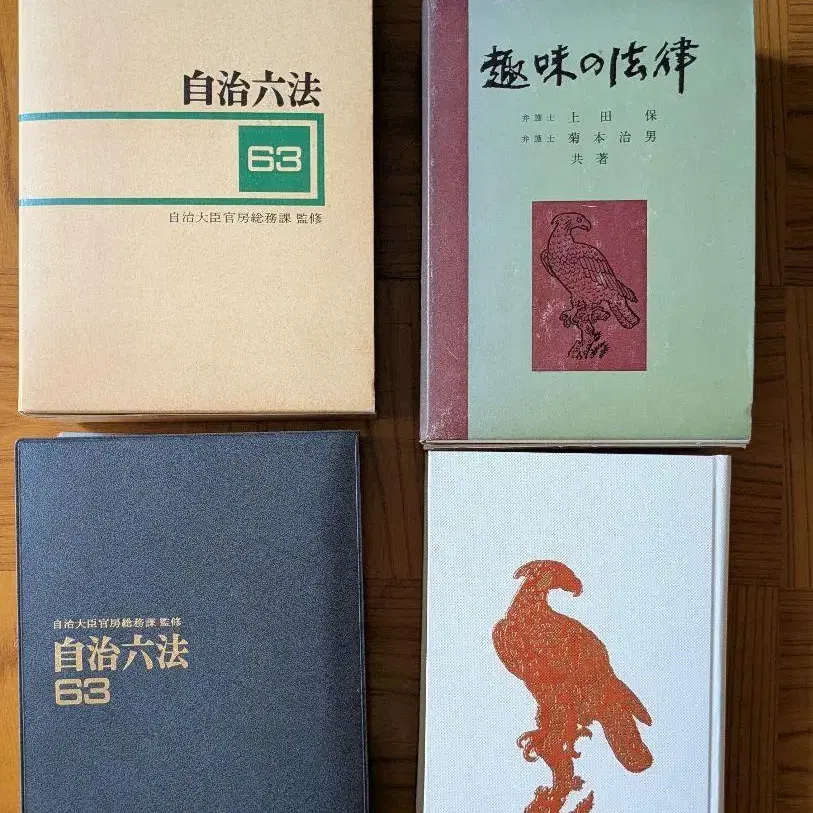 自治六法
63
自治大臣官房総務課 監修
趣味の法律
弁護士 上田 保
弁護士 菊本治男
共著
自治大臣官房総務課 監修
自治六法
63